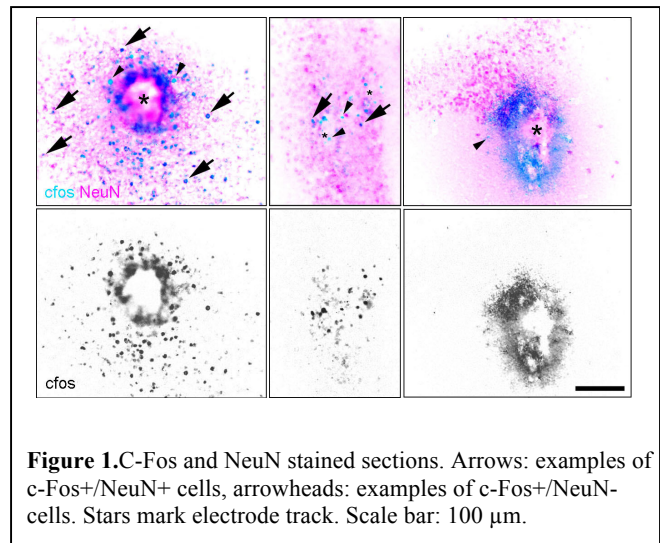 cfos NeuN
cfos
Figure 1.C-Fos and NeuN stained sections. Arrows: examples of
c-Fos+/NeuN+ cells, arrowheads: examples of c-Fos+/NeuN-
cells. Stars mark electrode track. Scale bar: 100 µm.